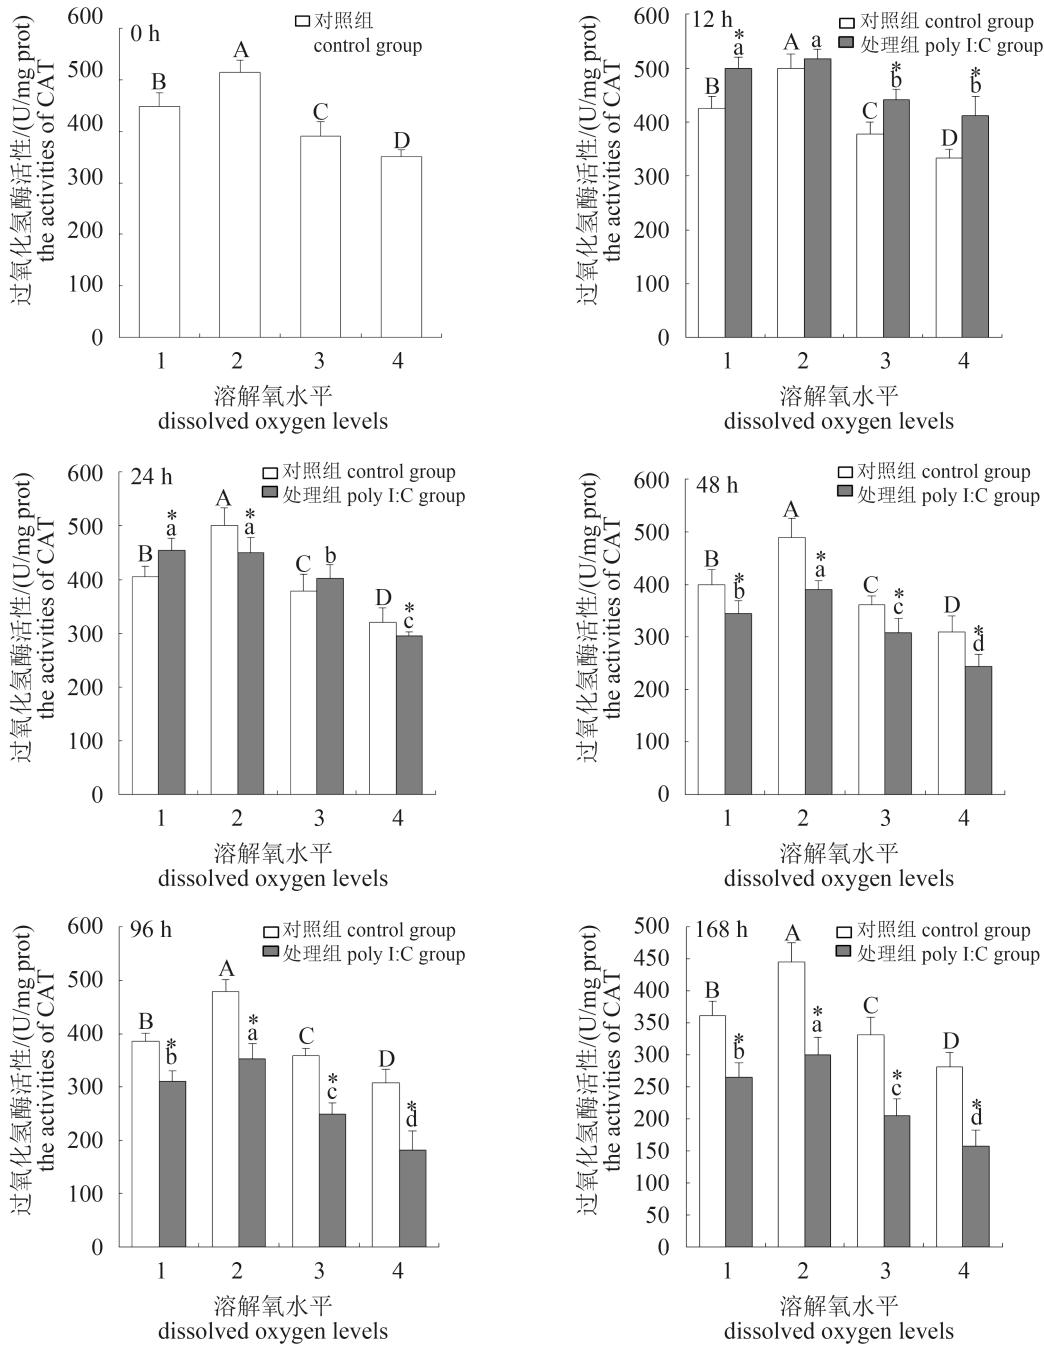 过氧化氢酶活性/(U/mg prot)
the activities of CAT
600
500
400
300
200
100
0
0 h
对照组
control group
B
A
C
D
1 2 3 4
溶解氧水平
dissolved oxygen levels
过氧化氢酶活性/(U/mg prot)
the activities of CAT
600
500
400
300
200
100
0
12 h
对照组 control group
处理组 poly I:C group
B
*
a
A
a
C
*
b
D
*
b
1 2 3 4
溶解氧水平
dissolved oxygen levels
过氧化氢酶活性/(U/mg prot)
the activities of CAT
600
500
400
300
200
100
0
24 h
对照组 control group
处理组 poly I:C group
B
*
a
A
*
a
C
b
D
*
c
1 2 3 4
溶解氧水平
dissolved oxygen levels
过氧化氢酶活性/(U/mg prot)
the activities of CAT
600
500
400
300
200
100
0
48 h
对照组 control group
处理组 poly I:C group
B
*
b
A
*
a
C
*
c
D
*
d
1 2 3 4
溶解氧水平
dissolved oxygen levels
过氧化氢酶活性/(U/mg prot)
the activities of CAT
600
500
400
300
200
100
0
96 h
对照组 control group
处理组 poly I:C group
B
*
b
A
*
a
C
*
c
D
*
d
1 2 3 4
溶解氧水平
dissolved oxygen levels
过氧化氢酶活性/(U/mg prot)
the activities of CAT
500
450
400
350
300
250
200
150
100
50
0
168 h
对照组 control group
处理组 poly I:C group
B
*
b
A
*
a
C
*
c
D
*
d
1 2 3 4
溶解氧水平
dissolved oxygen levels